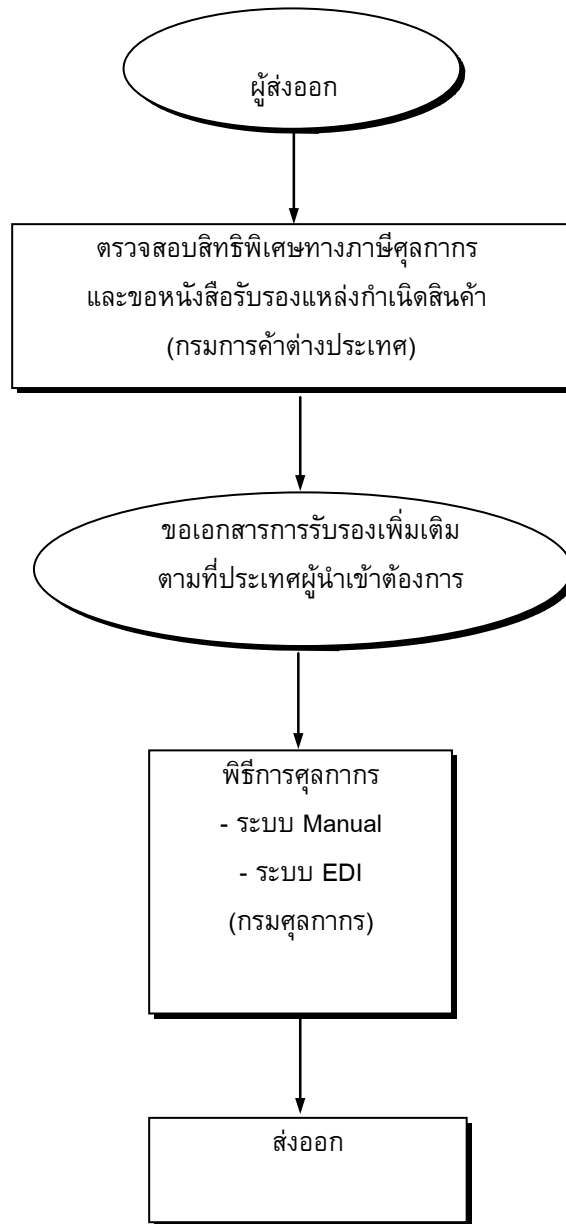 ผู้ส่งออก
ตรวจสอบสิทธิพิเศษทางภาษีศุลกากร
และขอหนังสือรับรองแหล่งกำเนิดสินค้า
(กรมการค้าต่างประเทศ)
ขอเอกสารการรับรองเพิ่มเติม
ตามที่ประเทศผู้นำเข้าต้องการ
พิธีการศุลกากร
- ระบบ Manual
- ระบบ EDI
(กรมศุลกากร)
ส่งออก